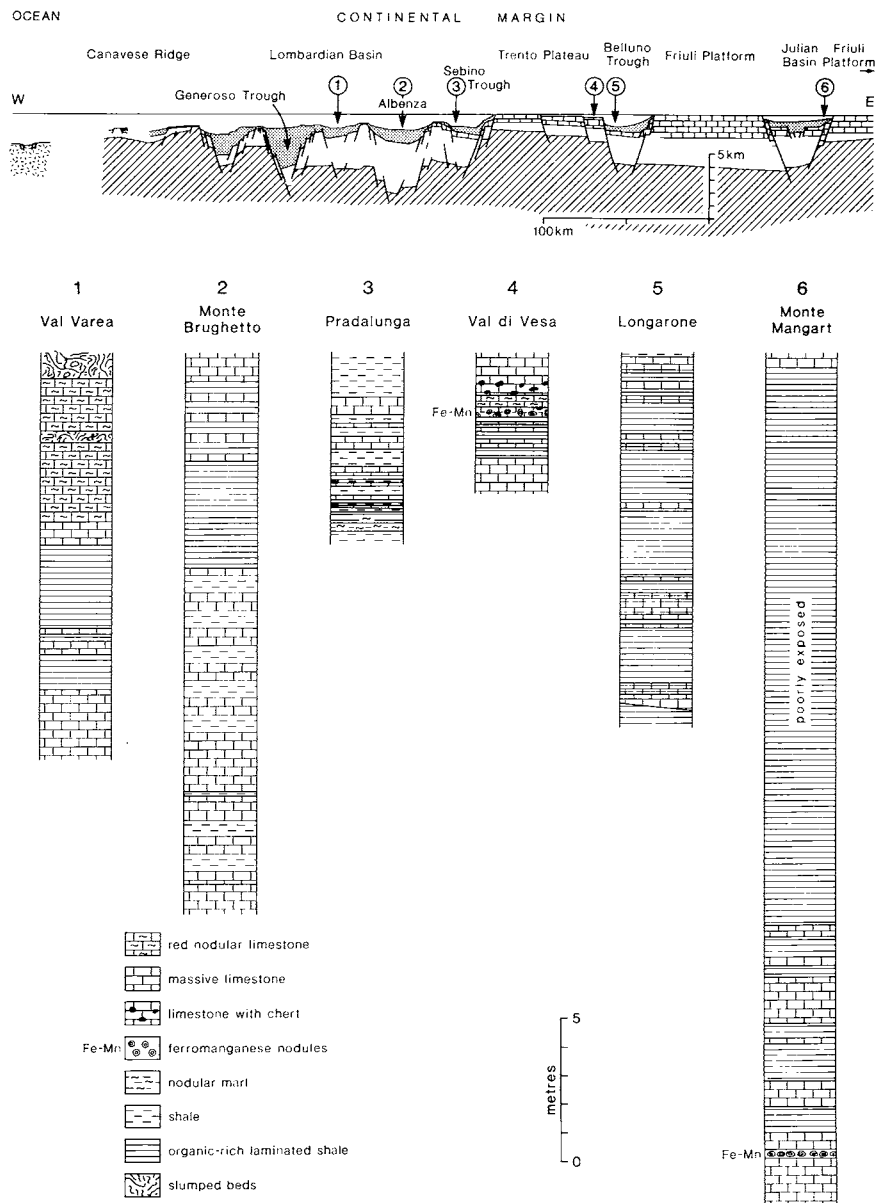 OCEAN
CONTINENTAL MARGIN
Canavese Ridge
Lombardian Basin
Trento Plateau
Belluno
Trough
Friuli Platform
Julian
Basin
Friuli
Platform
Generoso Trough
Sebino
Trough
Albenza
W
E
1
2
3
4
5
6
5km
100km
1
Val Varea
2
Monte
Brughetto
3
Pradalunga
4
Val di Vesa
5
Longarone
6
Monte
Mangart
Fe-Mn
poorly exposed
red nodular limestone
massive limestone
limestone with chert
Fe-Mn ferromanganese nodules
nodular marl
shale
organic-rich laminated shale
slumped beds
5
metres
0
Fe-Mn